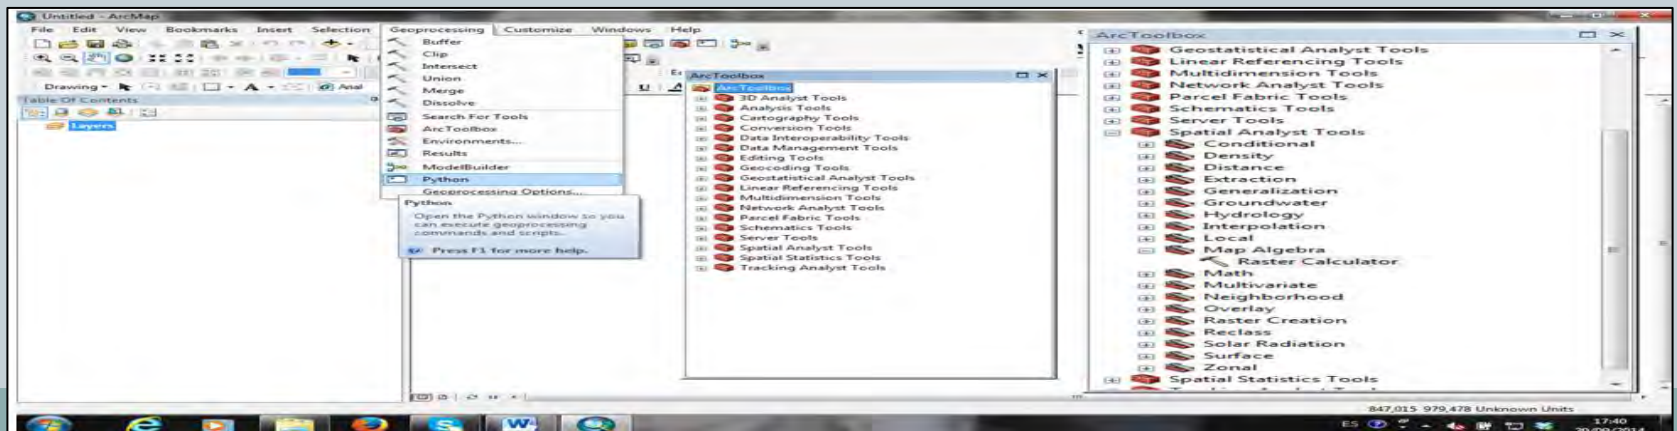 Untitled - ArcMap
File Edit View Bookmarks Insert Selection Geoprocessing Customize Windows Help
Drawing
A
Anal
U
A
Table Of Contents
Layers
Buffer
Clip
Intersect
Union
Merge
Dissolve
Search For Tools
ArcToolbox
Environments...
Results
ModelBuilder
Python
Geoprocessing Options...
Python
Open the Python window so you
can execute geoprocessing
commands and scripts.
Press F1 for more help.
ArcToolbox
ArcToolbox
3D Analyst Tools
Analysis Tools
Cartography Tools
Conversion Tools
Data Interoperability Tools
Data Management Tools
Editing Tools
Geocoding Tools
Geostatistical Analyst Tools
Linear Referencing Tools
Multidimension Tools
Network Analyst Tools
Parcel Fabric Tools
Schematics Tools
Server Tools
Spatial Analyst Tools
Spatial Statistics Tools
Tracking Analyst Tools
ArcToolbox
Geostatistical Analyst Tools
Linear Referencing Tools
Multidimension Tools
Network Analyst Tools
Parcel Fabric Tools
Schematics Tools
Server Tools
Spatial Analyst Tools
Conditional
Density
Distance
Extraction
Generalization
Groundwater
Hydrology
Interpolation
Local
Map Algebra
Raster Calculator
Math
Multivariate
Neighborhood
Overlay
Raster Creation
Reclass
Solar Radiation
Surface
Zonal
Spatial Statistics Tools
847,015 979,478 Unknown Units
ES
17:40